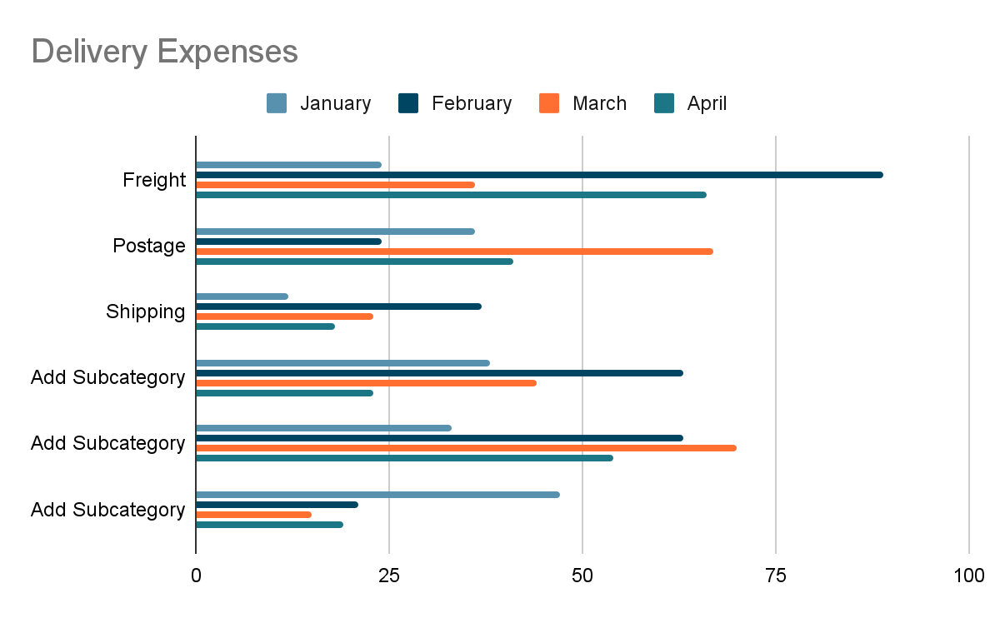 Delivery Expenses
January February March April
Freight
Postage
Shipping
Add Subcategory
Add Subcategory
Add Subcategory
0 25 50 75 100